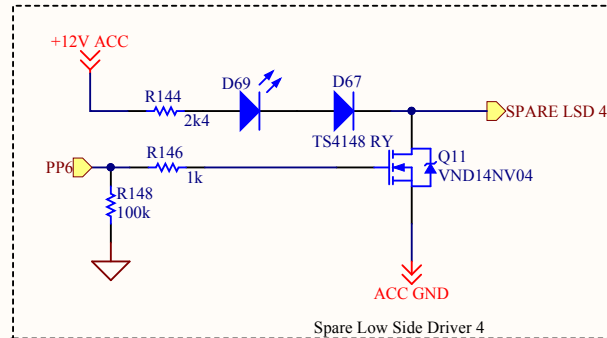 +12V ACC
D69
D67
R144
2k4
TS4148 RY
SPARE LSD 4
Q11
VND14NV04
PP6
R146
1k
R148
100k
ACC GND
Spare Low Side Driver 4